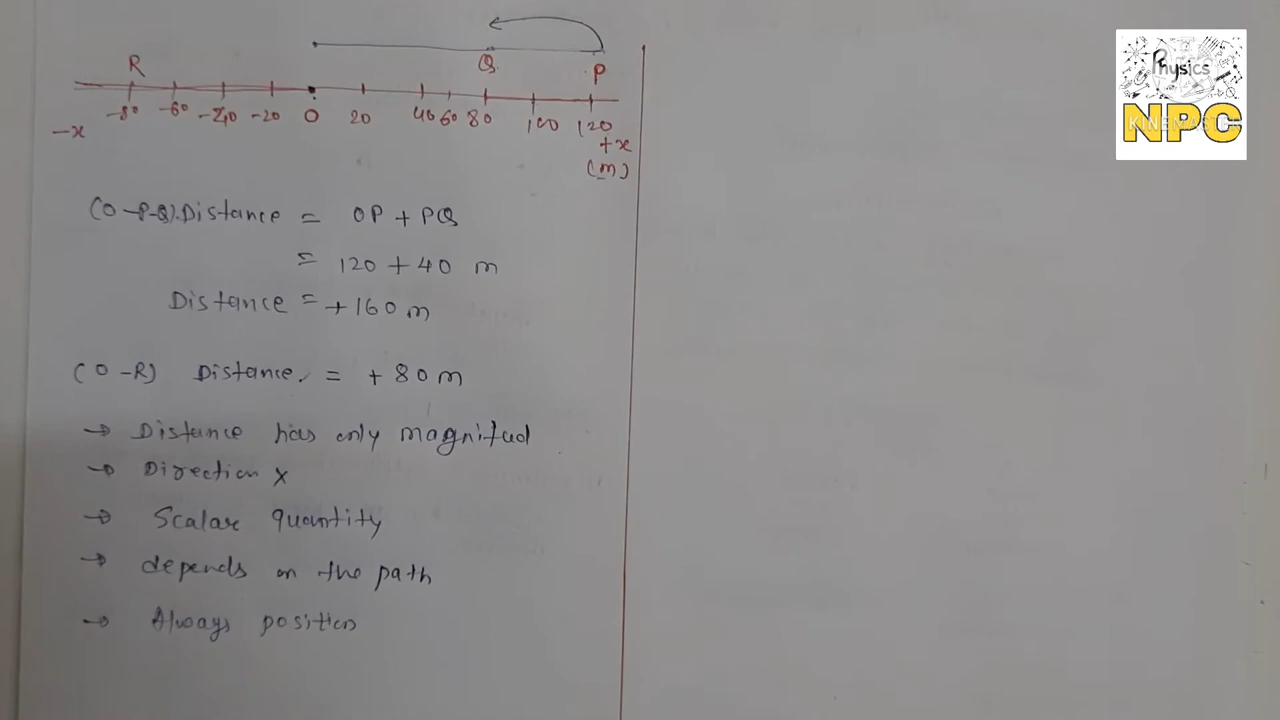 R Q P
-80 -60 -40 -20 0 20 40 60 80 100 120
-x +x
(m)
(O-P-Q).Distance = OP + PQ
= 120 + 40 m
Distance = +160 m
(O-R) Distance. = + 80 m
→ Distance has only magnitud
→ Direction X
→ Scalar quantity
→ depends on the path
→ Always
Physics
NPC
KINEMASTER